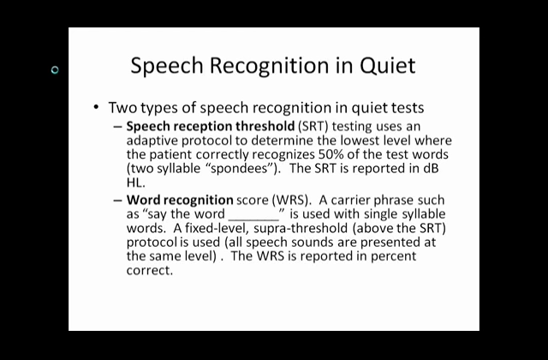 Speech Recognition in Quiet
• Two types of speech recognition in quiet tests
– Speech reception threshold (SRT) testing uses an
adaptive protocol to determine the lowest level where
the patient correctly recognizes 50% of the test words
(two syllable “spondees”). The SRT is reported in dB
HL.
– Word recognition score (WRS). A carrier phrase such
as “say the word _______” is used with single syllable
words. A fixed-level, supra-threshold (above the SRT)
protocol is used (all speech sounds are presented at
the same level) . The WRS is reported in percent
correct.